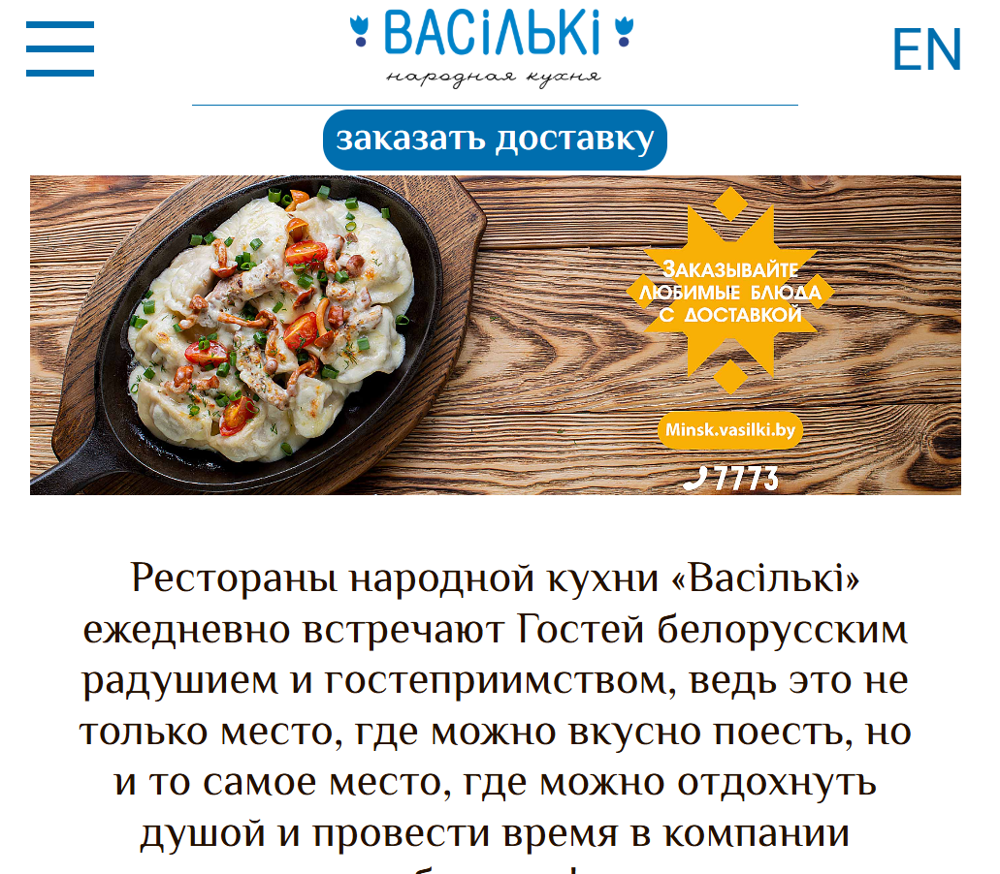 ВАСІЛЬКІ
народная кухня
EN
заказать доставку
Заказывайте
любимые блюда
с доставкой
Minsk.vasilki.by
7773
Рестораны народной кухни «Васількі»
ежедневно встречают Гостей белорусским
радушием и гостеприимством, ведь это не
только место, где можно вкусно поесть, но
и то самое место, где можно отдохнуть
душой и провести время в компании